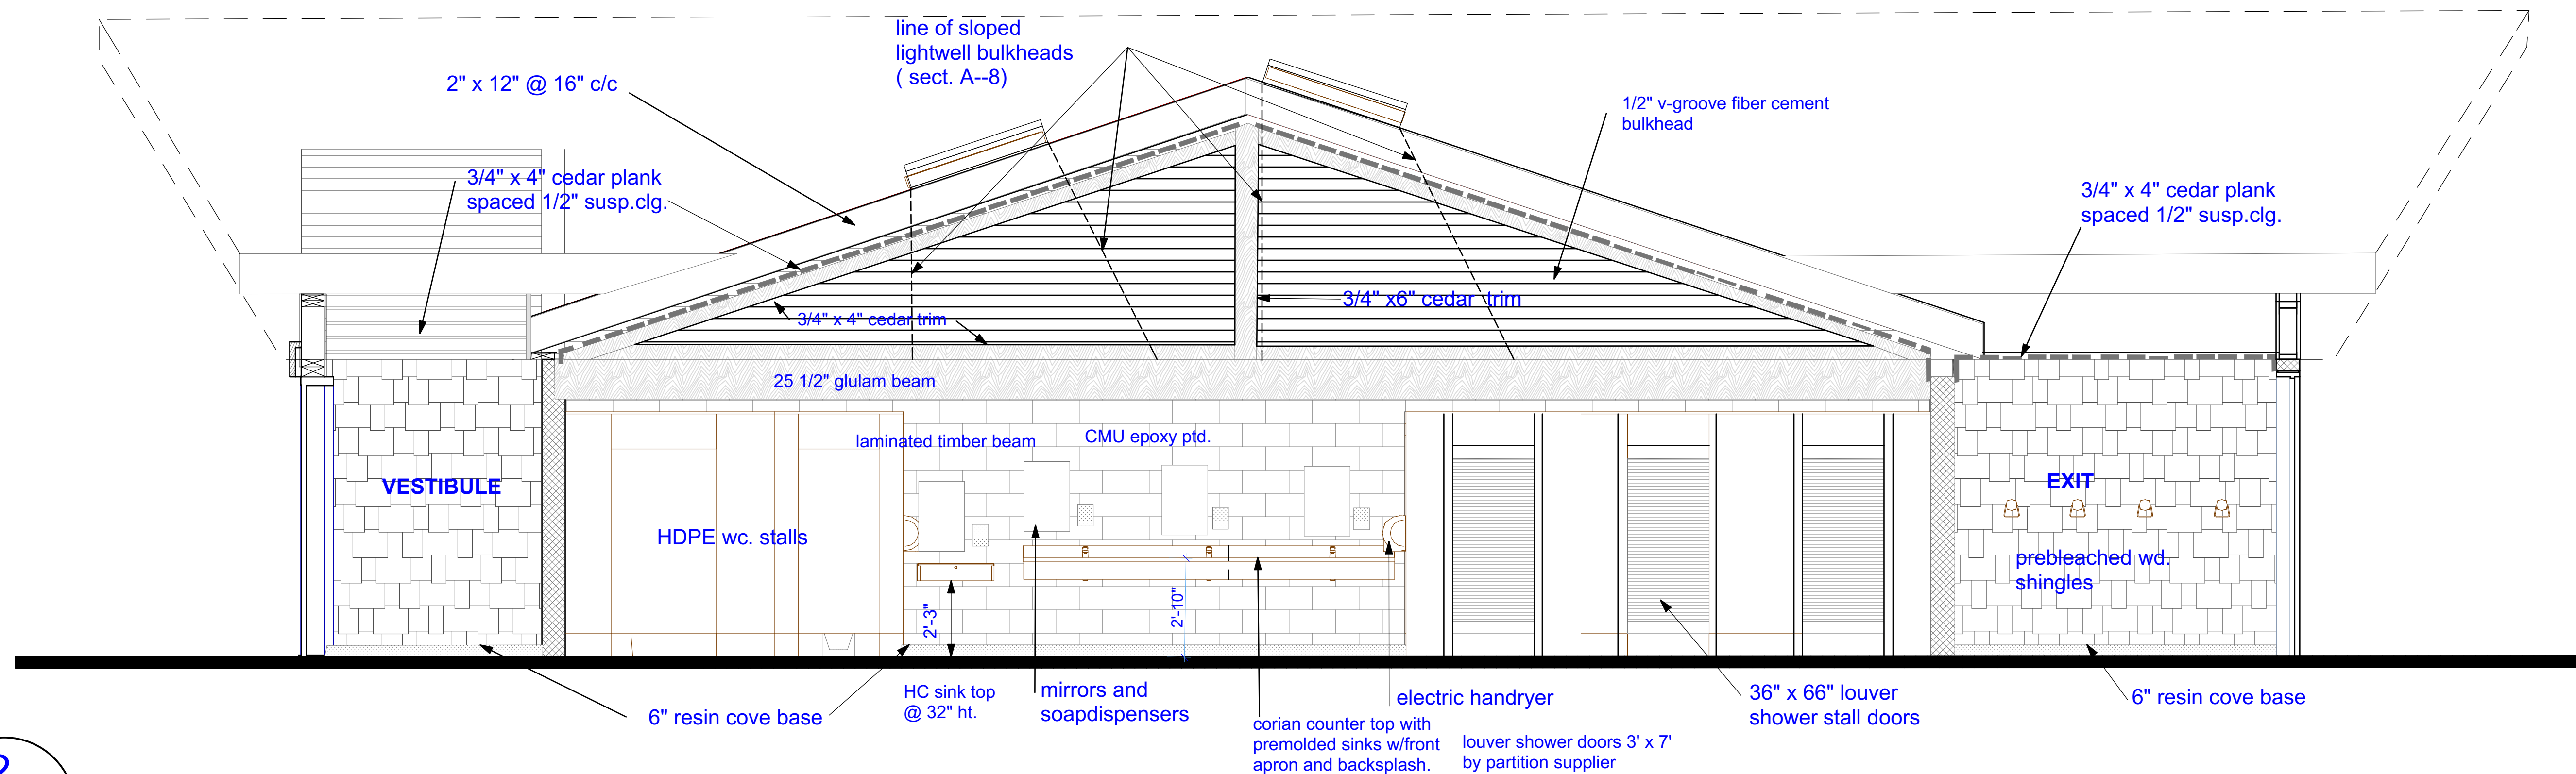 line of sloped
lightwell bulkheads
( sect. A--8)
2" x 12" @ 16" c/c
1/2" v-groove fiber cement
bulkhead
3/4" x 4" cedar plank
spaced 1/2" susp.clg.
3/4" x 4" cedar plank
spaced 1/2" susp.clg.
3/4" x6" cedar trim
3/4" x 4" cedar trim
25 1/2" glulam beam
laminated timber beam
CMU epoxy ptd.
VESTIBULE
EXIT
HDPE wc. stalls
prebleached wd.
shingles
2'-3"
2'-10"
6" resin cove base
HC sink top
@ 32" ht.
mirrors and
soapdispensers
electric handryer
corian counter top with
premolded sinks w/front
apron and backsplash.
louver shower doors 3' x 7'
by partition supplier
36" x 66" louver
shower stall doors
6" resin cove base